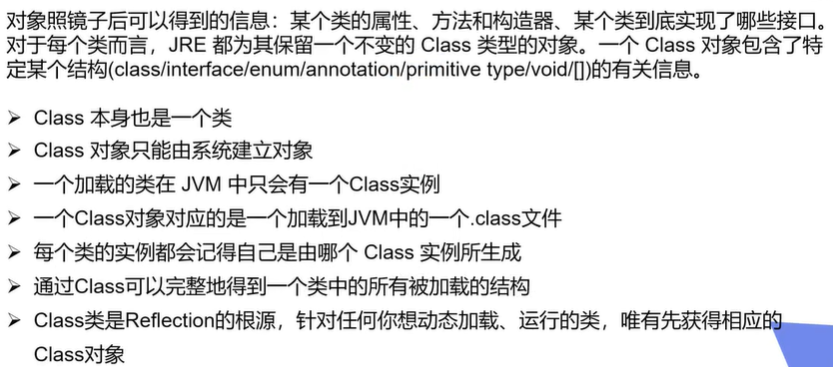 对象照镜子后可以得到的信息：某个类的属性、方法和构造器、某个类到底实现了哪些接口。
对于每个类而言，JRE 都为其保留一个不变的 Class 类型的对象。一个 Class 对象包含了特
定某个结构(class/interface/enum/annotation/primitive type/void/[])的有关信息。
➢ Class 本身也是一个类
➢ Class 对象只能由系统建立对象
➢ 一个加载的类在 JVM 中只会有一个Class实例
➢ 一个Class对象对应的是一个加载到JVM中的一个.class文件
➢ 每个类的实例都会记得自己是由哪个 Class 实例所生成
➢ 通过Class可以完整地得到一个类中的所有被加载的结构
➢ Class类是Reflection的根源，针对任何你想动态加载、运行的类，唯有先获得相应的
Class对象